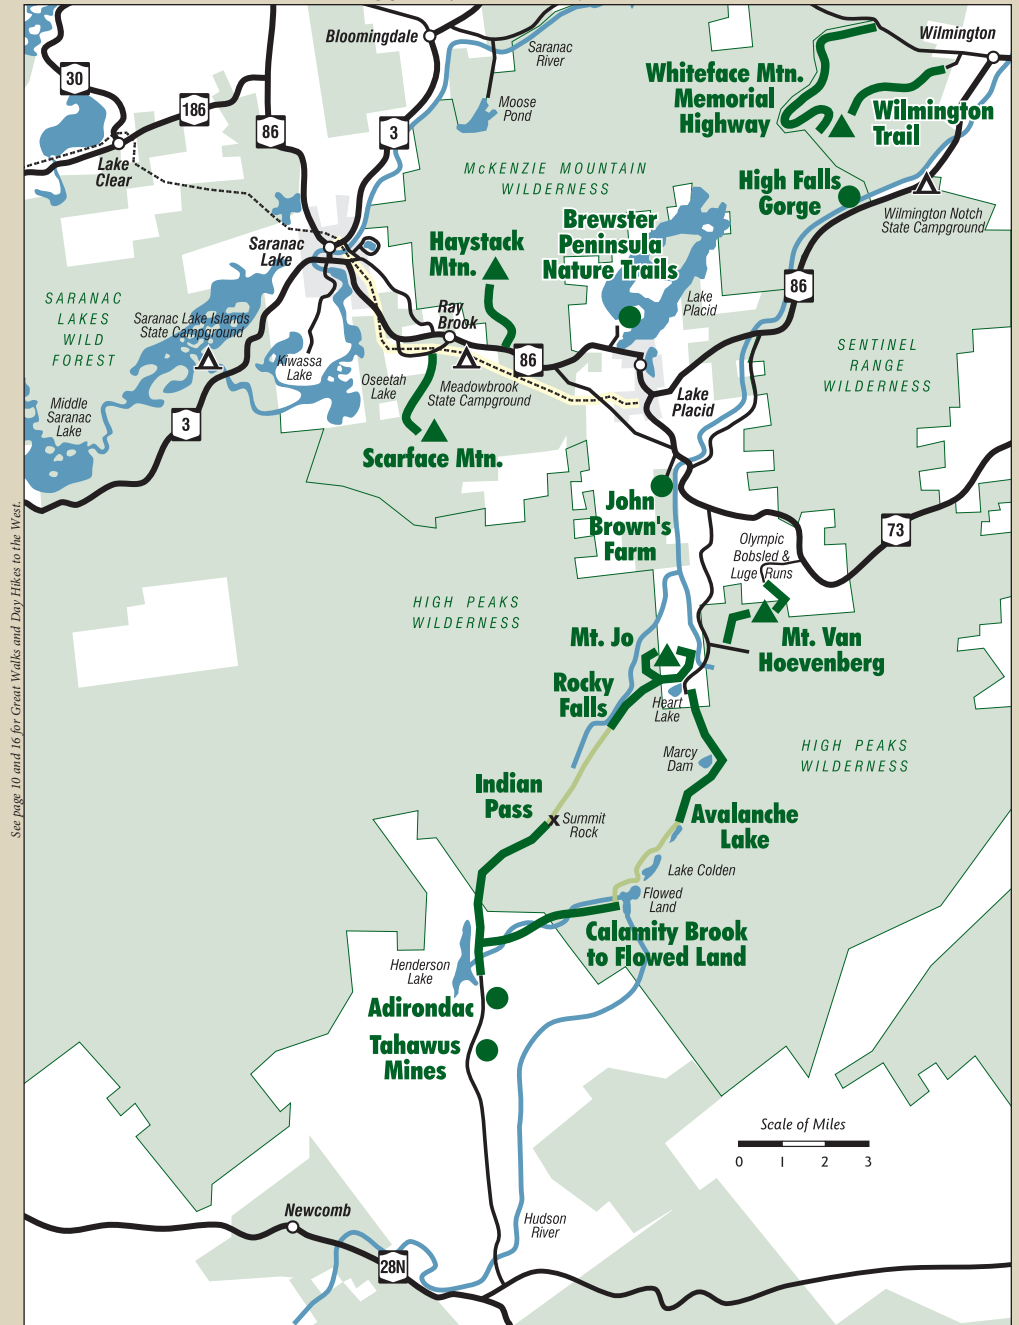 Bloomingdale
Saranac
River
Wilmington
30
186
86
3
Moose
Pond
Whiteface Mtn.
Memorial
Highway
Wilmington
Trail
Lake
Clear
McKENZIE MOUNTAIN
WILDERNESS
High Falls
Gorge
Wilmington Notch
State Campground
Saranac
Lake
Haystack
Mtn.
Brewster
Peninsula
Nature Trails
86
SARANAC
LAKES
WILD
FOREST
Saranac Lake Islands
State Campground
Ray
Brook
Lake
Placid
86
SENTINEL
RANGE
WILDERNESS
Kiwassa
Lake
Oseetah
Lake
Meadowbrook
State Campground
Lake
Placid
Middle
Saranac
Lake
3
Scarface Mtn.
John
Brown's
Farm
73
Olympic
Bobsled &
Luge Runs
HIGH PEAKS
WILDERNESS
Mt. Jo
Mt. Van
Hoevenberg
Rocky
Falls
Heart
Lake
HIGH PEAKS
WILDERNESS
Marcy
Dam
Indian
Pass
x Summit
Rock
Avalanche
Lake
Lake Colden
Flowed
Land
Calamity Brook
to Flowed Land
Henderson
Lake
Adirondac
Tahawus
Mines
Scale of Miles
0 1 2 3
Newcomb
Hudson
River
28N
See page 10 and 16 for Great Walks and Day Hikes to the West.